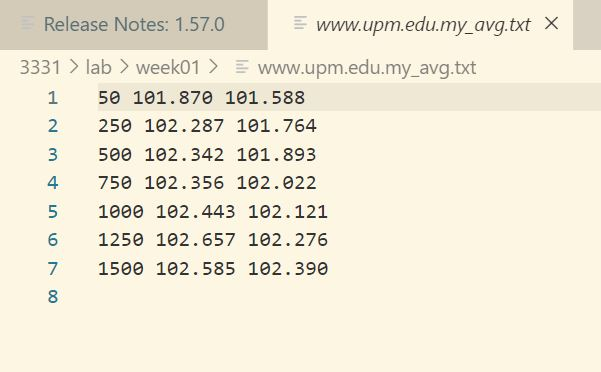 Release Notes: 1.57.0 www.upm.edu.my_avg.txt
3331 > lab > week01 > www.upm.edu.my_avg.txt
1 50 101.870 101.588
2 250 102.287 101.764
3 500 102.342 101.893
4 750 102.356 102.022
5 1000 102.443 102.121
6 1250 102.657 102.276
7 1500 102.585 102.390
8